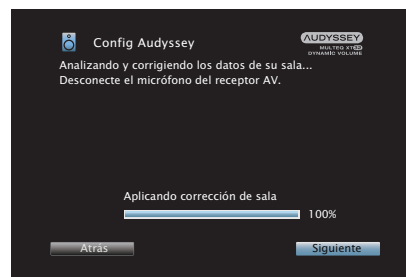 Config Audyssey
AUDYSSEY
MULTEQ XT32
DYNAMIC VOLUME
Analizando y corrigiendo los datos de su sala...
Desconecte el micrófono del receptor AV.
Aplicando corrección de sala
100%
Atrás
Siguiente